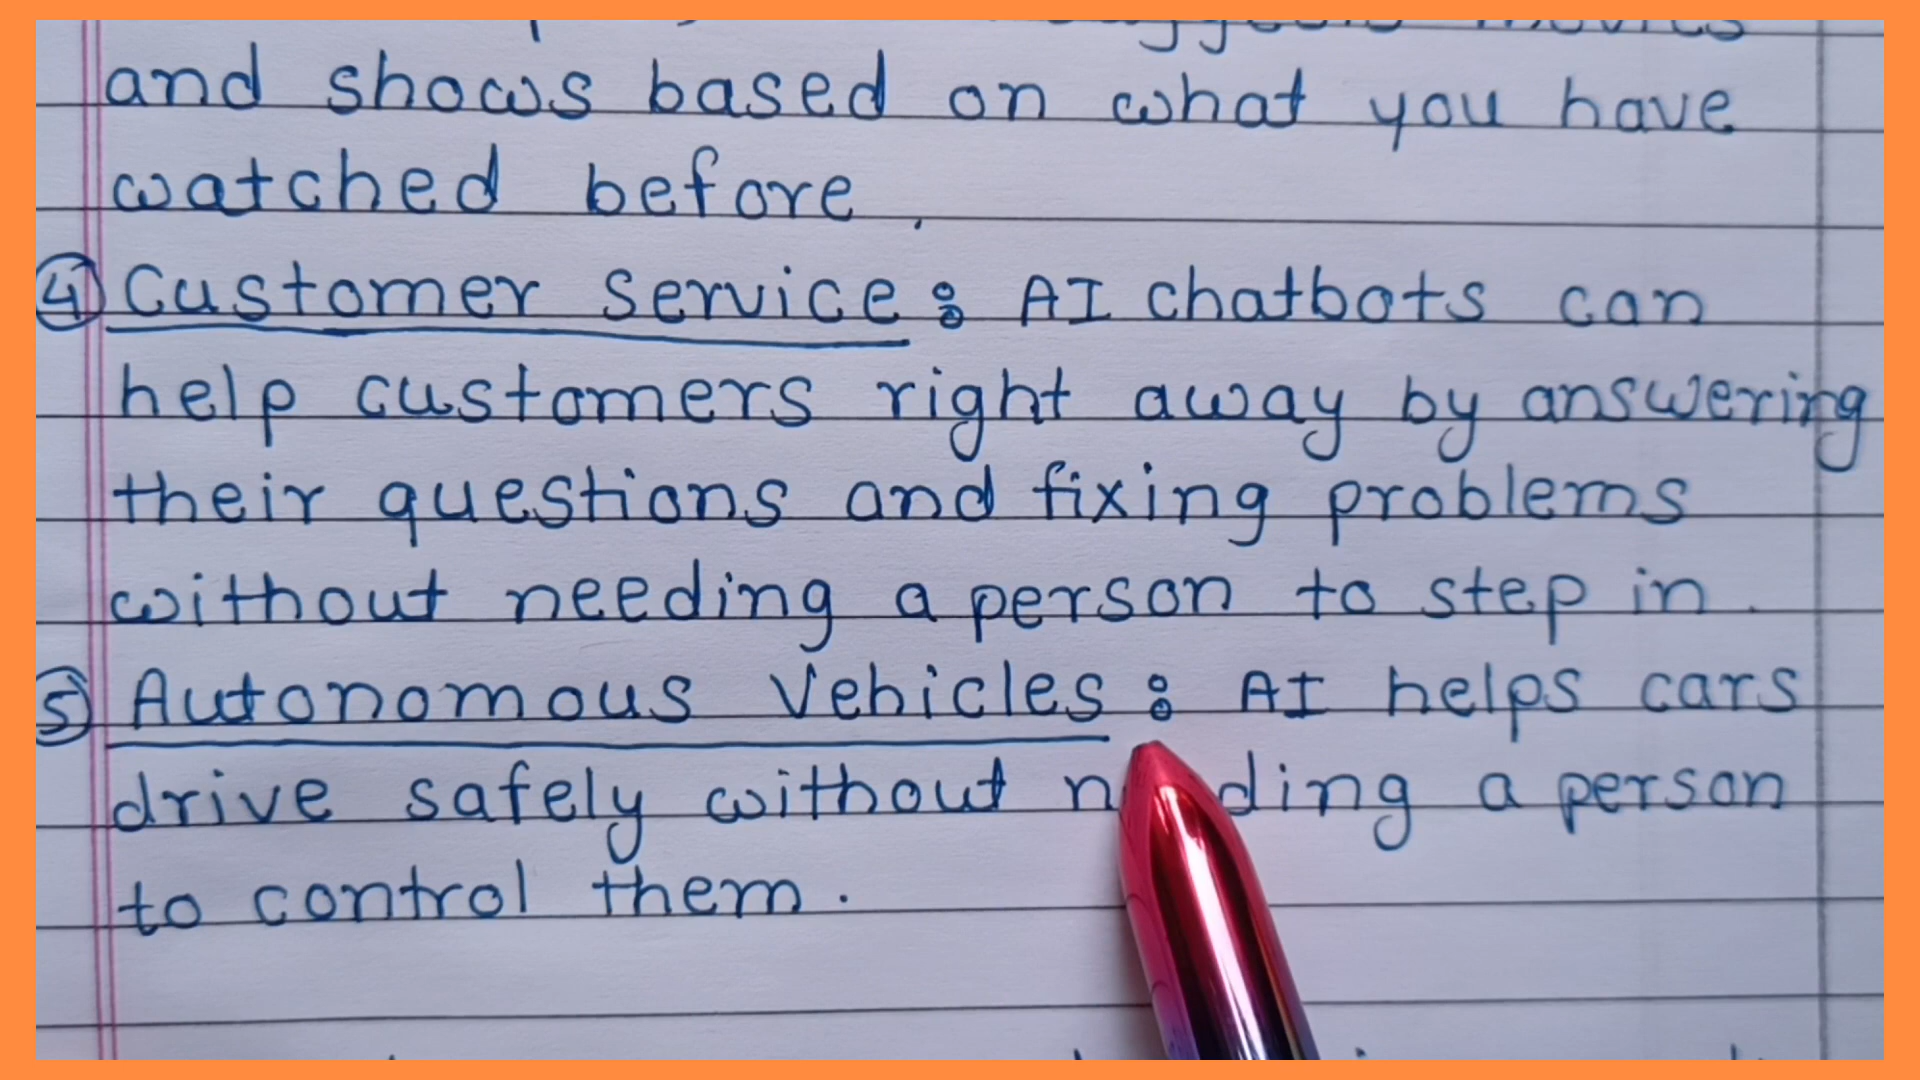 and shows based on what you have
watched before.
④ Customer Service : AI chatbots can
help customers right away by answering
their questions and fixing problems
without needing a person to step in.
⑤ Autonomous Vehicles : AI helps cars
drive safely without a person
to control them.